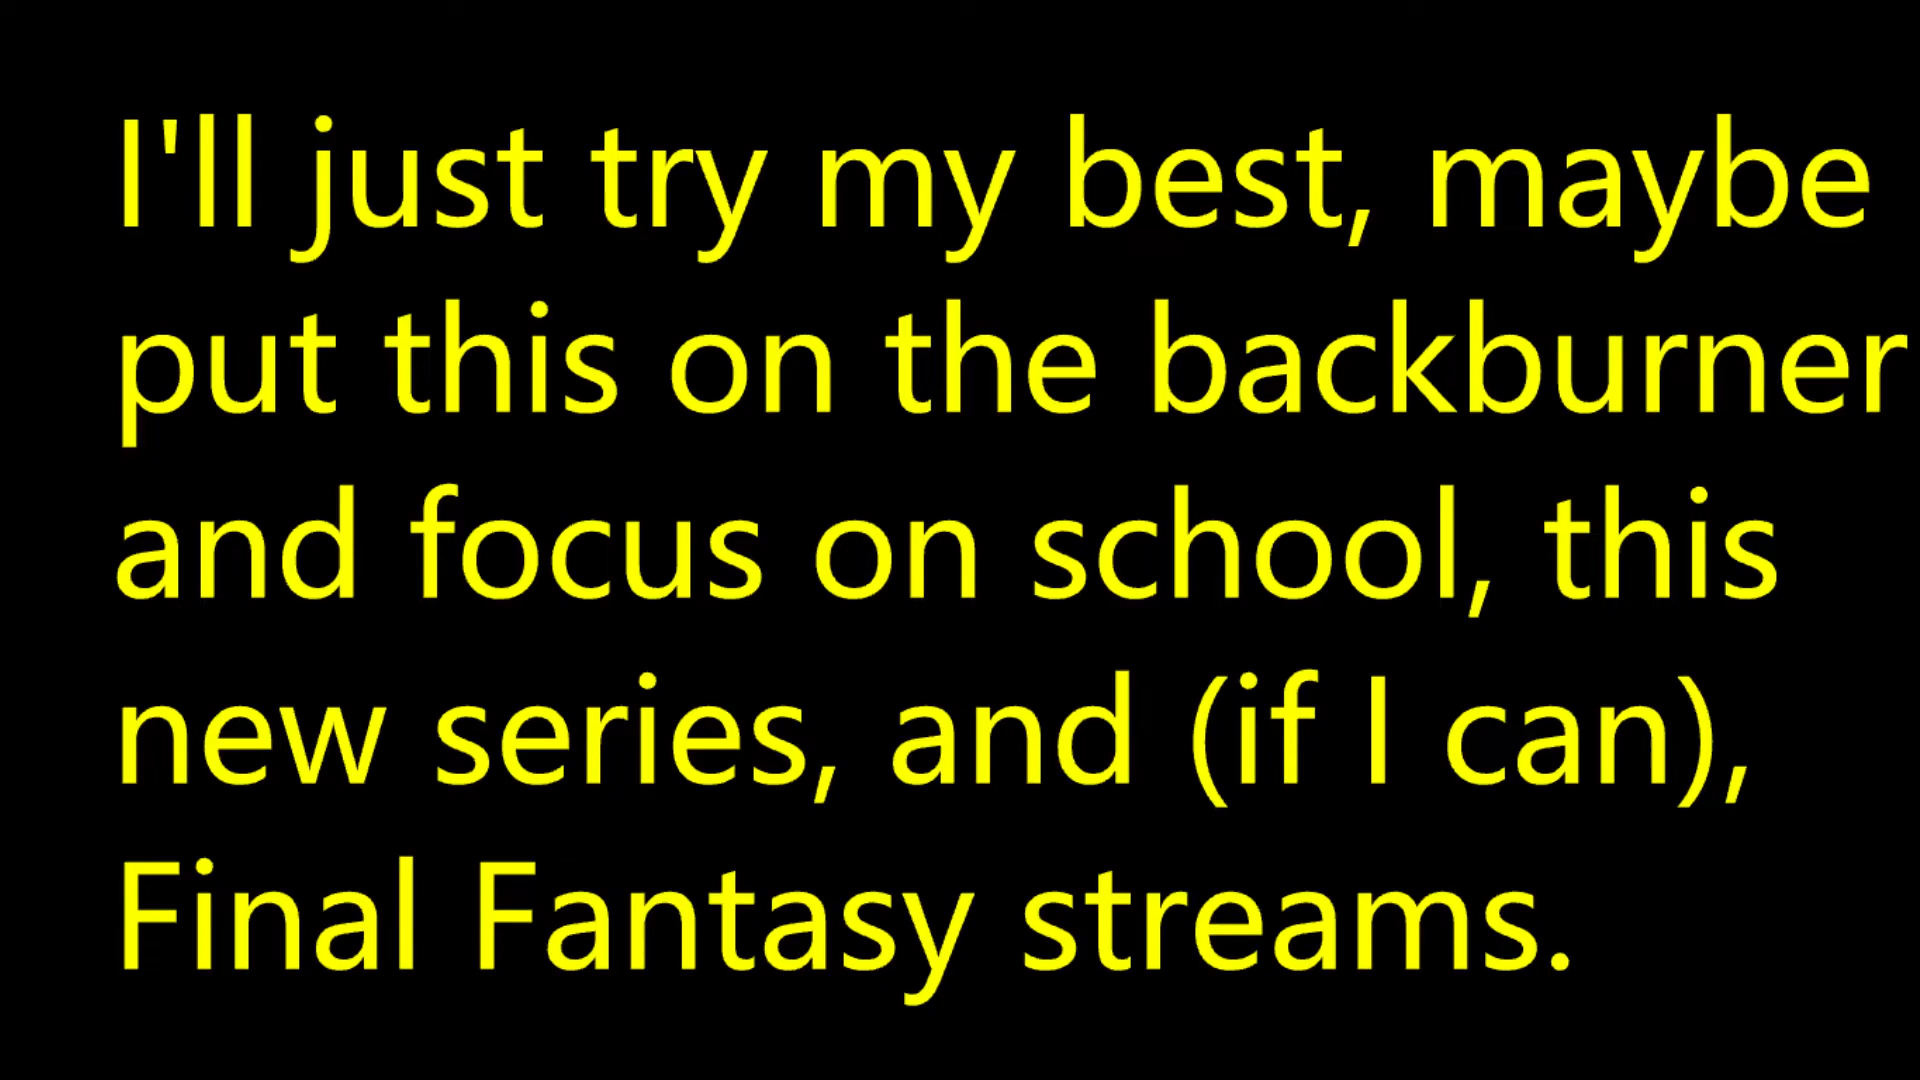 I'll just try my best, maybe
put this on the backburner
and focus on school, this
new series, and (if I can),
Final Fantasy streams.